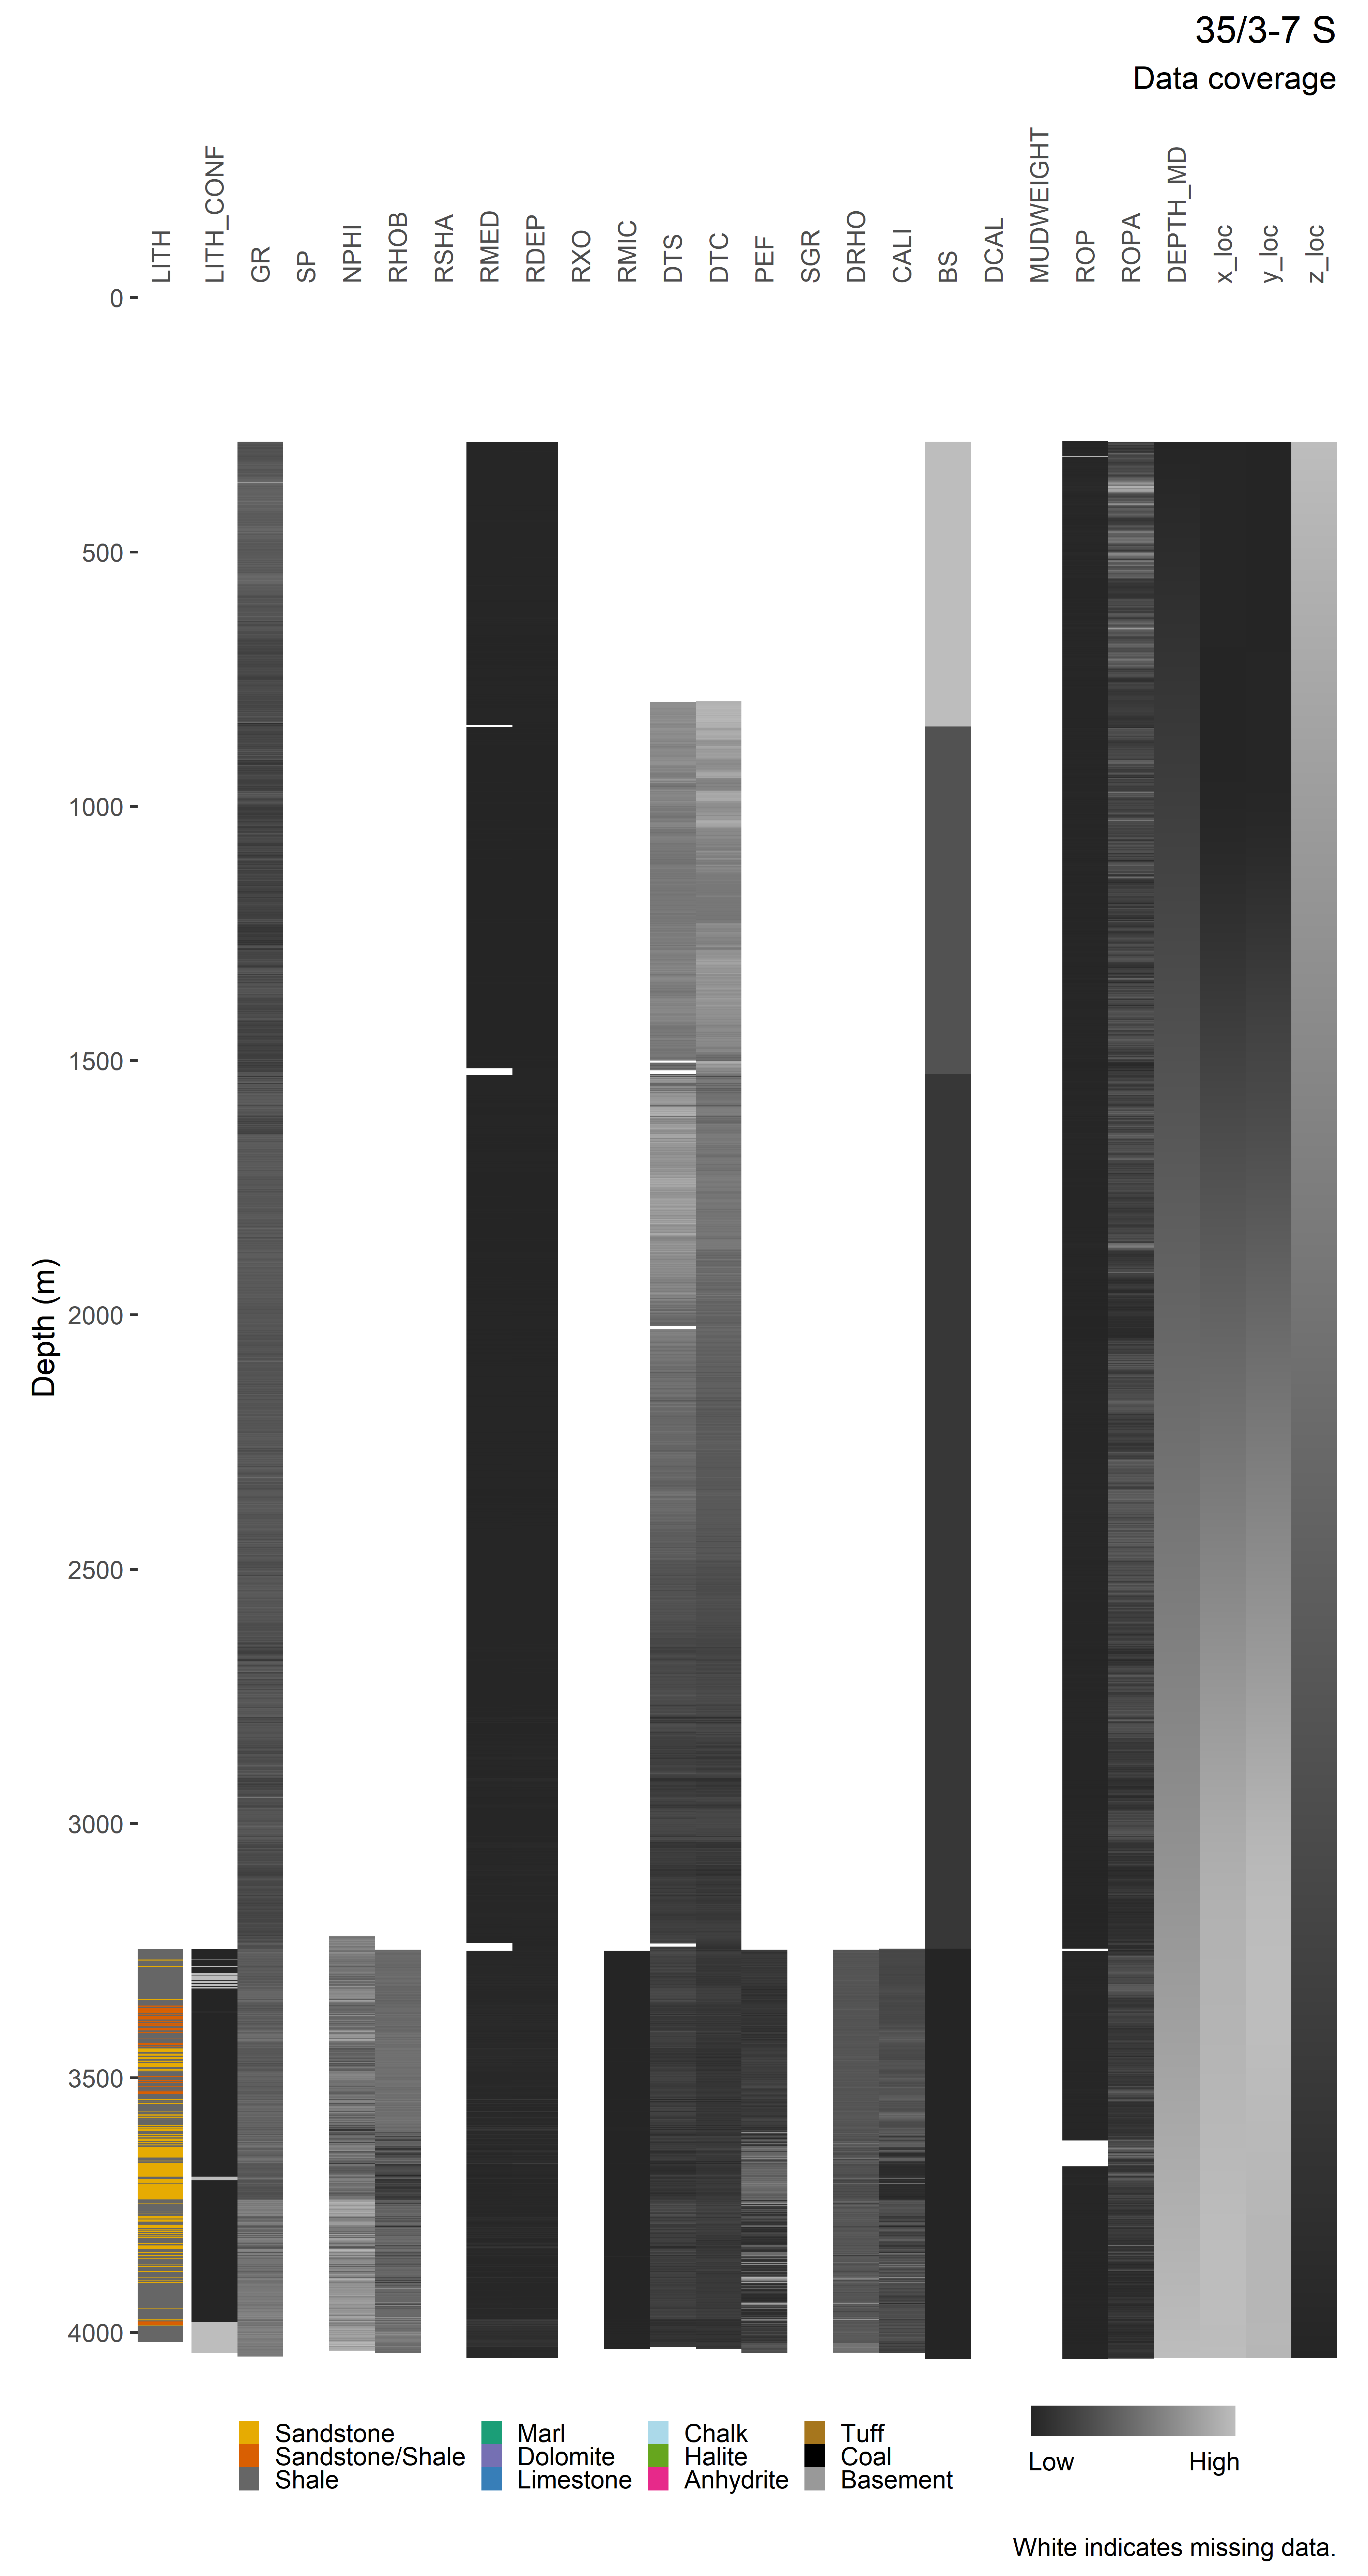 35/3-7 S
Data coverage
LITH
LITH_CONF
GR
SP
NPHI
RHOB
RSHA
RMED
RDEP
RXO
RMIC
DTS
DTC
PEF
SGR
DRHO
CALI
BS
DCAL
MUDWEIGHT
ROP
ROPA
DEPTH_MD
x_loc
y_loc
z_loc
0
500
1000
1500
2000
2500
3000
3500
4000
Depth (m)
Sandstone
Sandstone/Shale
Shale
Marl
Dolomite
Limestone
Chalk
Halite
Anhydrite
Tuff
Coal
Basement
Low High
White indicates missing data.